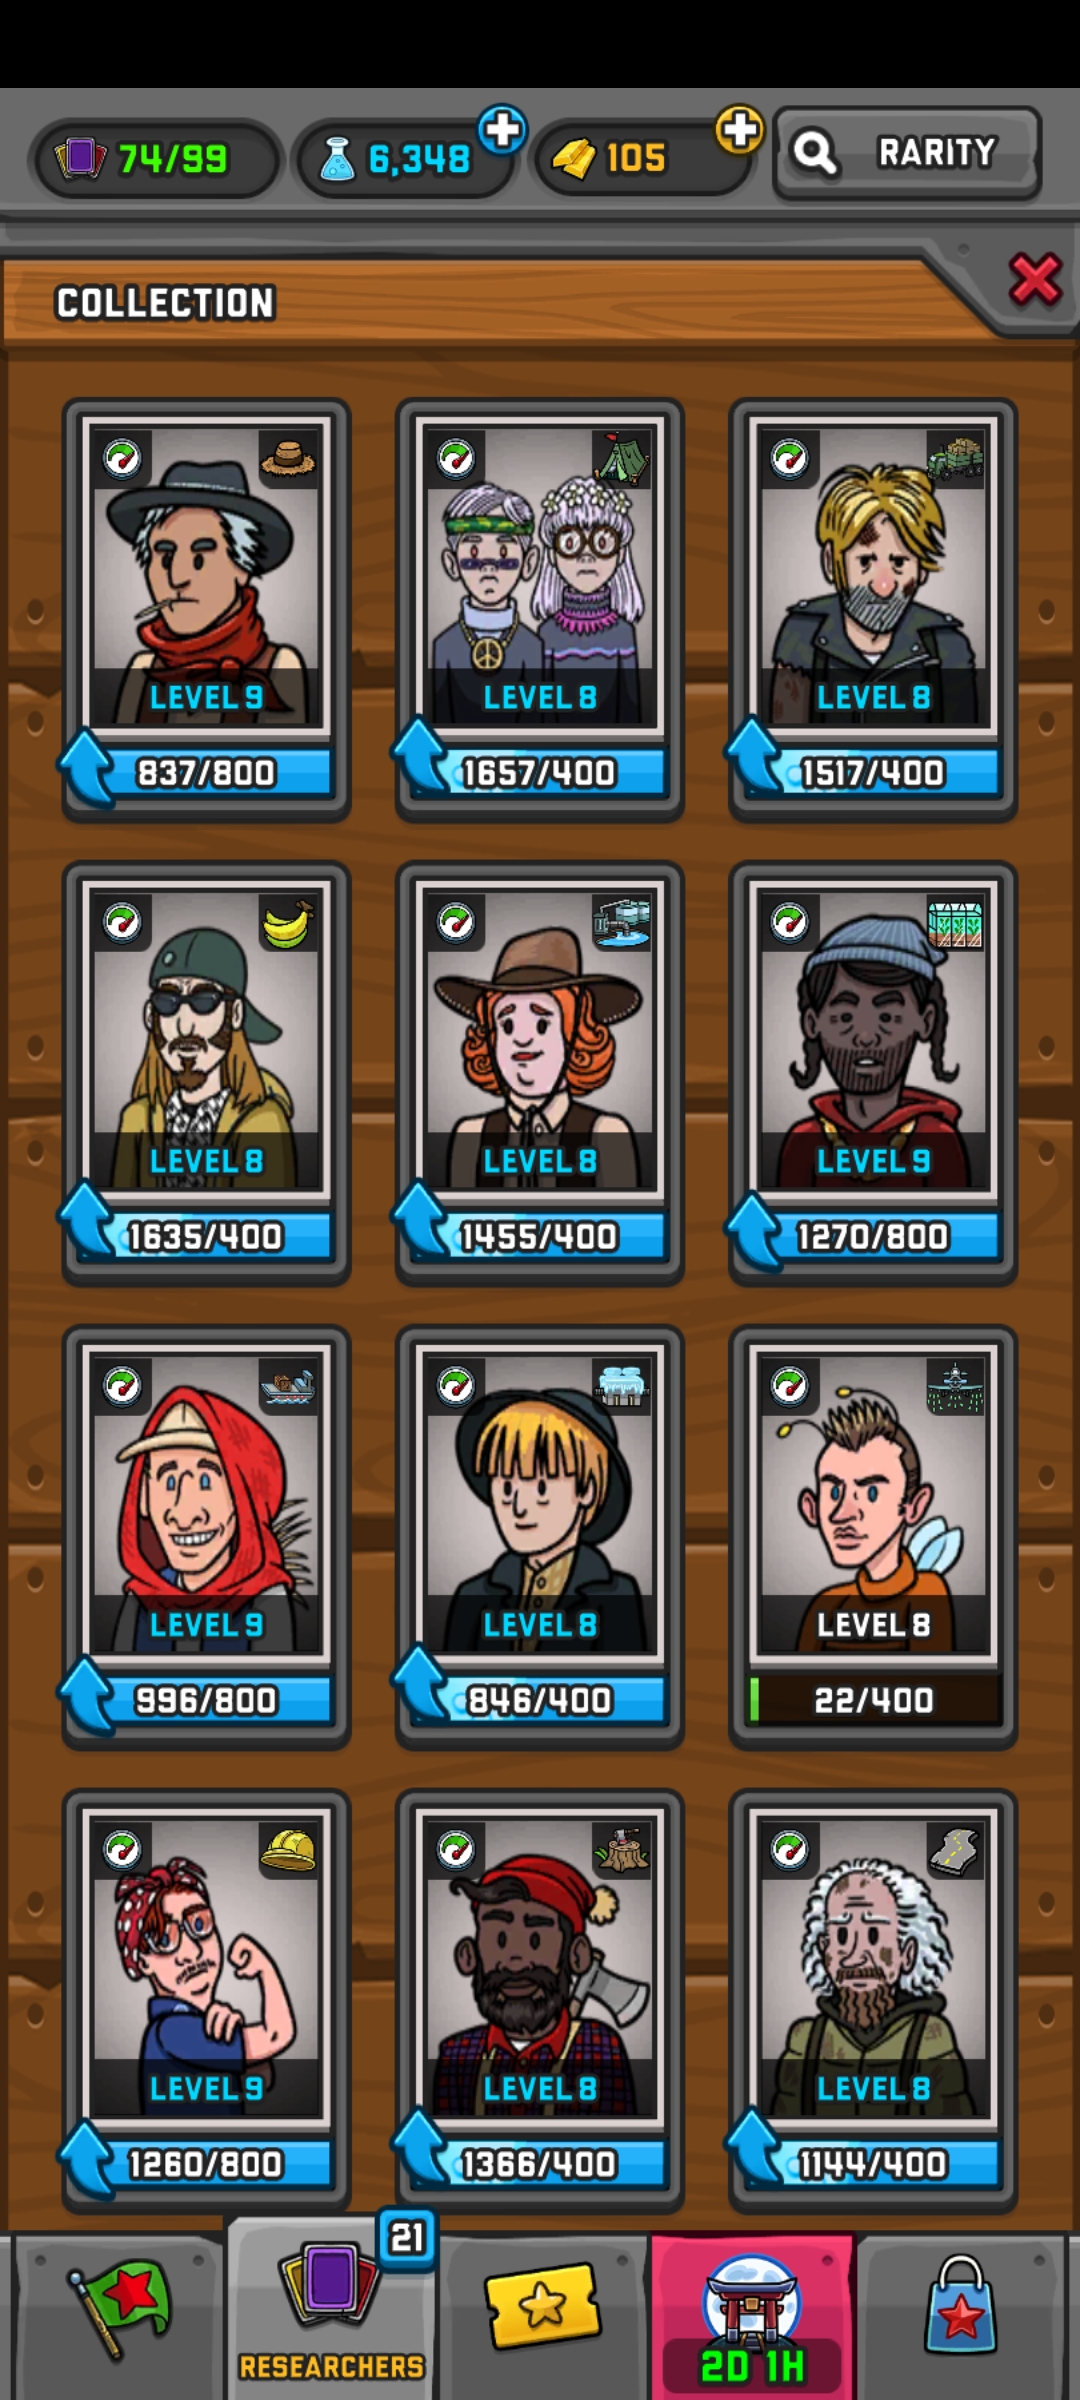 74/99
6,348
105
RARITY
COLLECTION
LEVEL 9
LEVEL 8
LEVEL 8
837/800
1657/400
1517/400
LEVEL 8
LEVEL 8
LEVEL 9
1635/400
1455/400
1270/800
LEVEL 9
LEVEL 8
LEVEL 8
996/800
846/400
22/400
LEVEL 9
LEVEL 8
LEVEL 8
1260/800
1366/400
1144/400
21
RESEARCHERS
2D 1H